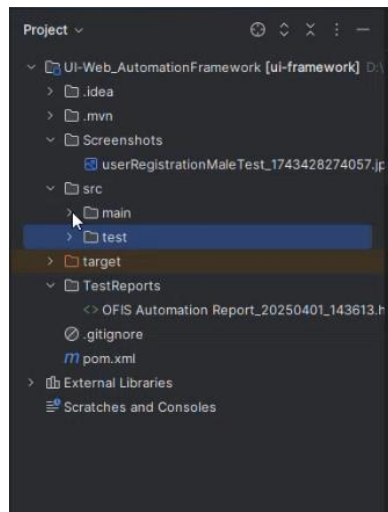 Project
UI-Web_AutomationFramework [ui-framework] D:\
.idea
.mvn
Screenshots
userRegistrationMaleTest_1743428274057.jp
src
main
test
target
TestReports
<> OFIS Automation Report_20250401_143613.h
.gitignore
m pom.xml
External Libraries
Scratches and Consoles